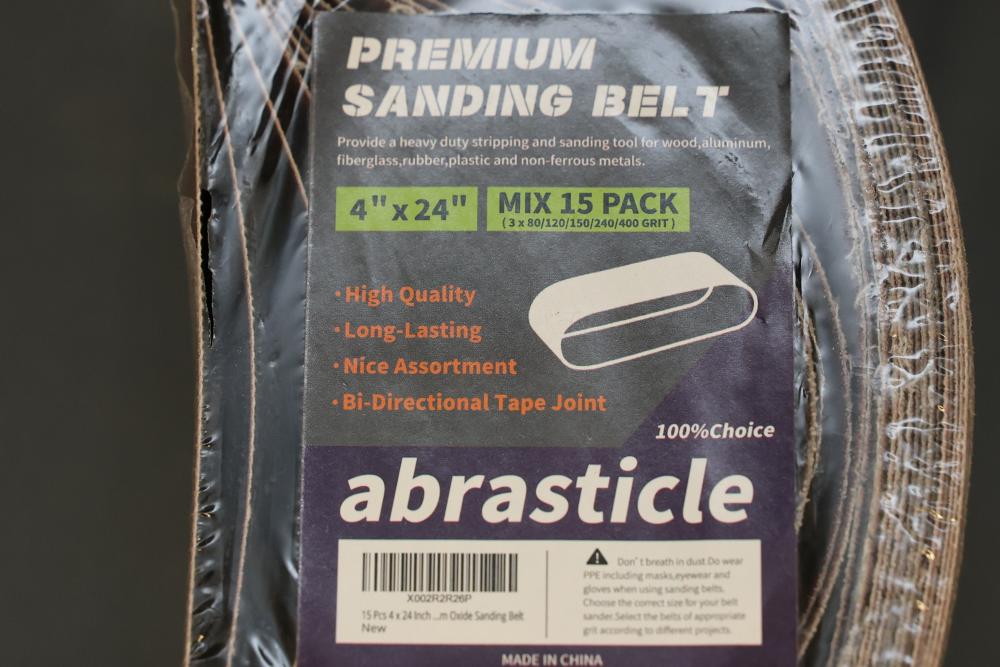 PREMIUM
SANDING BELT
Provide a heavy duty stripping and sanding tool for wood,aluminum,
fiberglass,rubber,plastic and non-ferrous metals.
4"x 24"
MIX 15 PACK
( 3 x 80/120/150/240/400 GRIT )
•High Quality
•Long-Lasting
•Nice Assortment
•Bi-Directional Tape Joint
100%Choice
abrasticle
X002R2R26P
15 Pcs 4 x 24 Inch ...m Oxide Sanding Belt
New
Don't breath in dust.Do wear
PPE including masks,eyewear and
gloves when using sanding belts.
Choose the correct size for your belt
sander.Select the belts of appropriate
grit according to different projects.
MADE IN CHINA